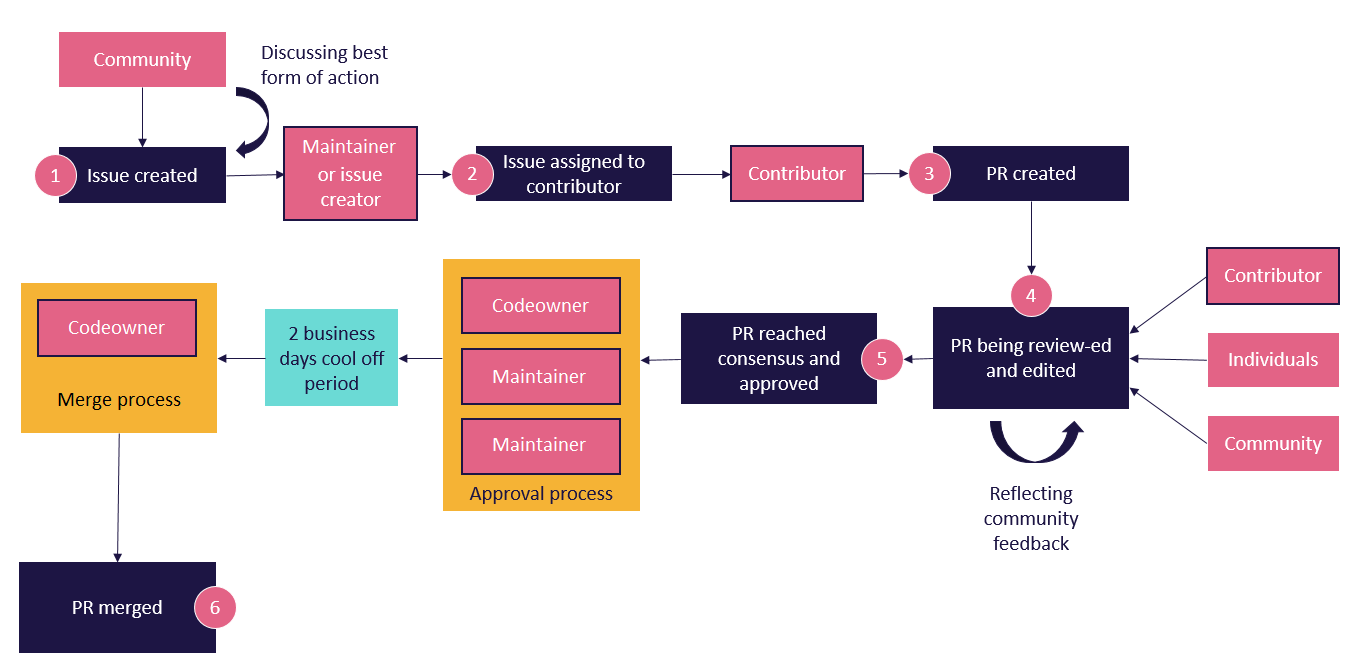 Community
Discussing best
form of action
1
Issue created
Maintainer
or issue
creator
2
Issue assigned to
contributor
Contributor
3
PR created
4
PR being review-ed
and edited
Contributor
Individuals
Community
Reflecting
community
feedback
5
PR reached
consensus and
approved
Codeowner
Maintainer
Maintainer
Approval process
2 business
days cool off
period
Codeowner
Merge process
PR merged
6